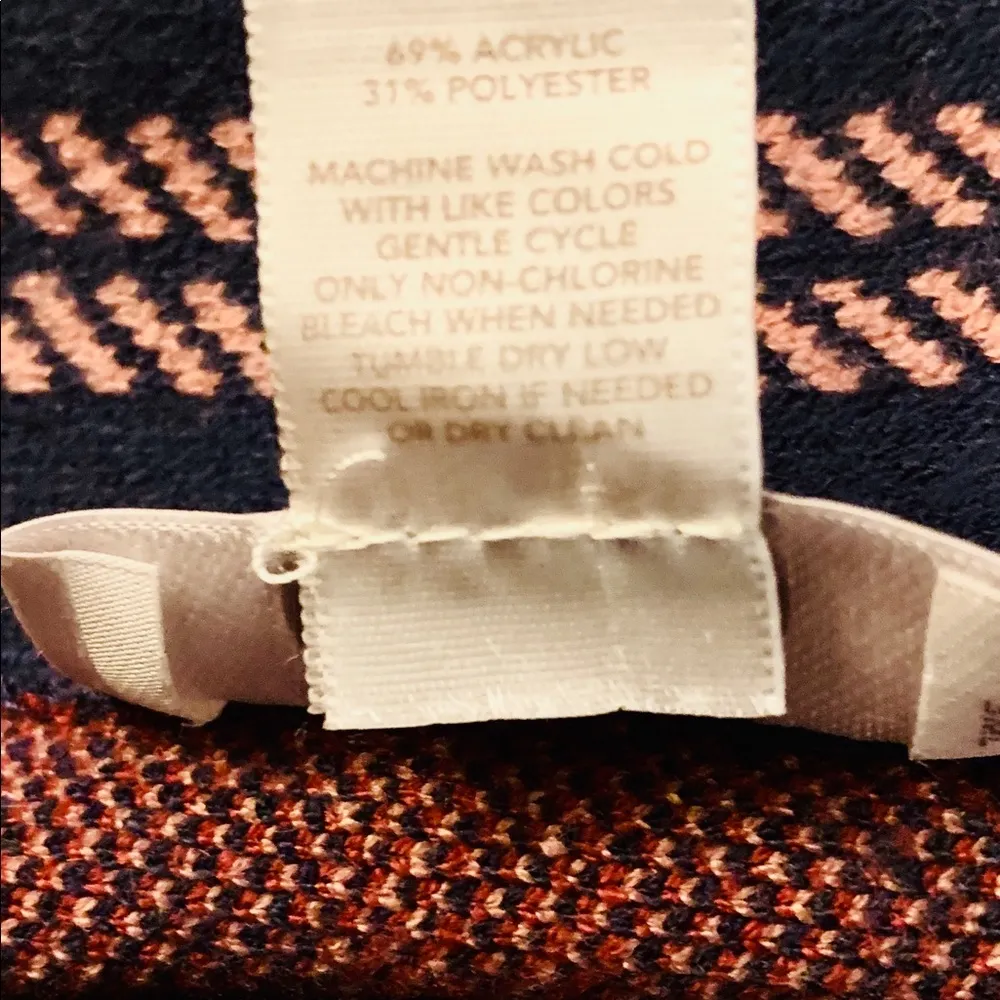 69% ACRYLIC
31% POLYESTER
MACHINE WASH COLD
WITH LIKE COLORS
GENTLE CYCLE
ONLY NON-CHLORINE
BLEACH WHEN NEEDED
TUMBLE DRY LOW
COOL IRON IF NEEDED
OR DRY CLEAN